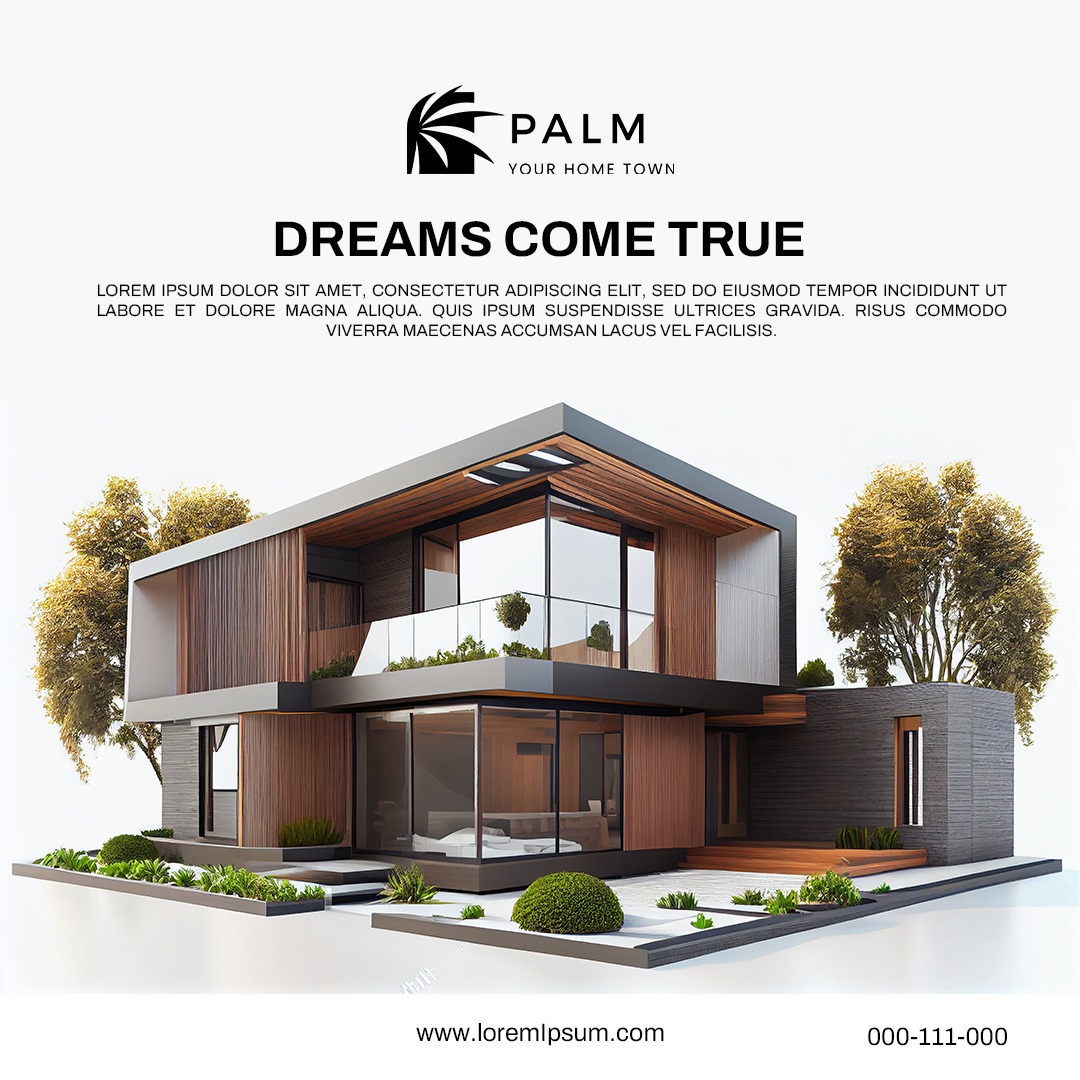 PALM
YOUR HOME TOWN
DREAMS COME TRUE
LOREM IPSUM DOLOR SIT AMET, CONSECTETUR ADIPISCING ELIT, SED DO EIUSMOD TEMPOR INCIDIDUNT UT
LABORE ET DOLORE MAGNA ALIQUA. QUIS IPSUM SUSPENDISSE ULTRICES GRAVIDA. RISUS COMMODO
VIVERRA MAECENAS ACCUMSAN LACUS VEL FACILISIS.
www.loremIpsum.com
000-111-000